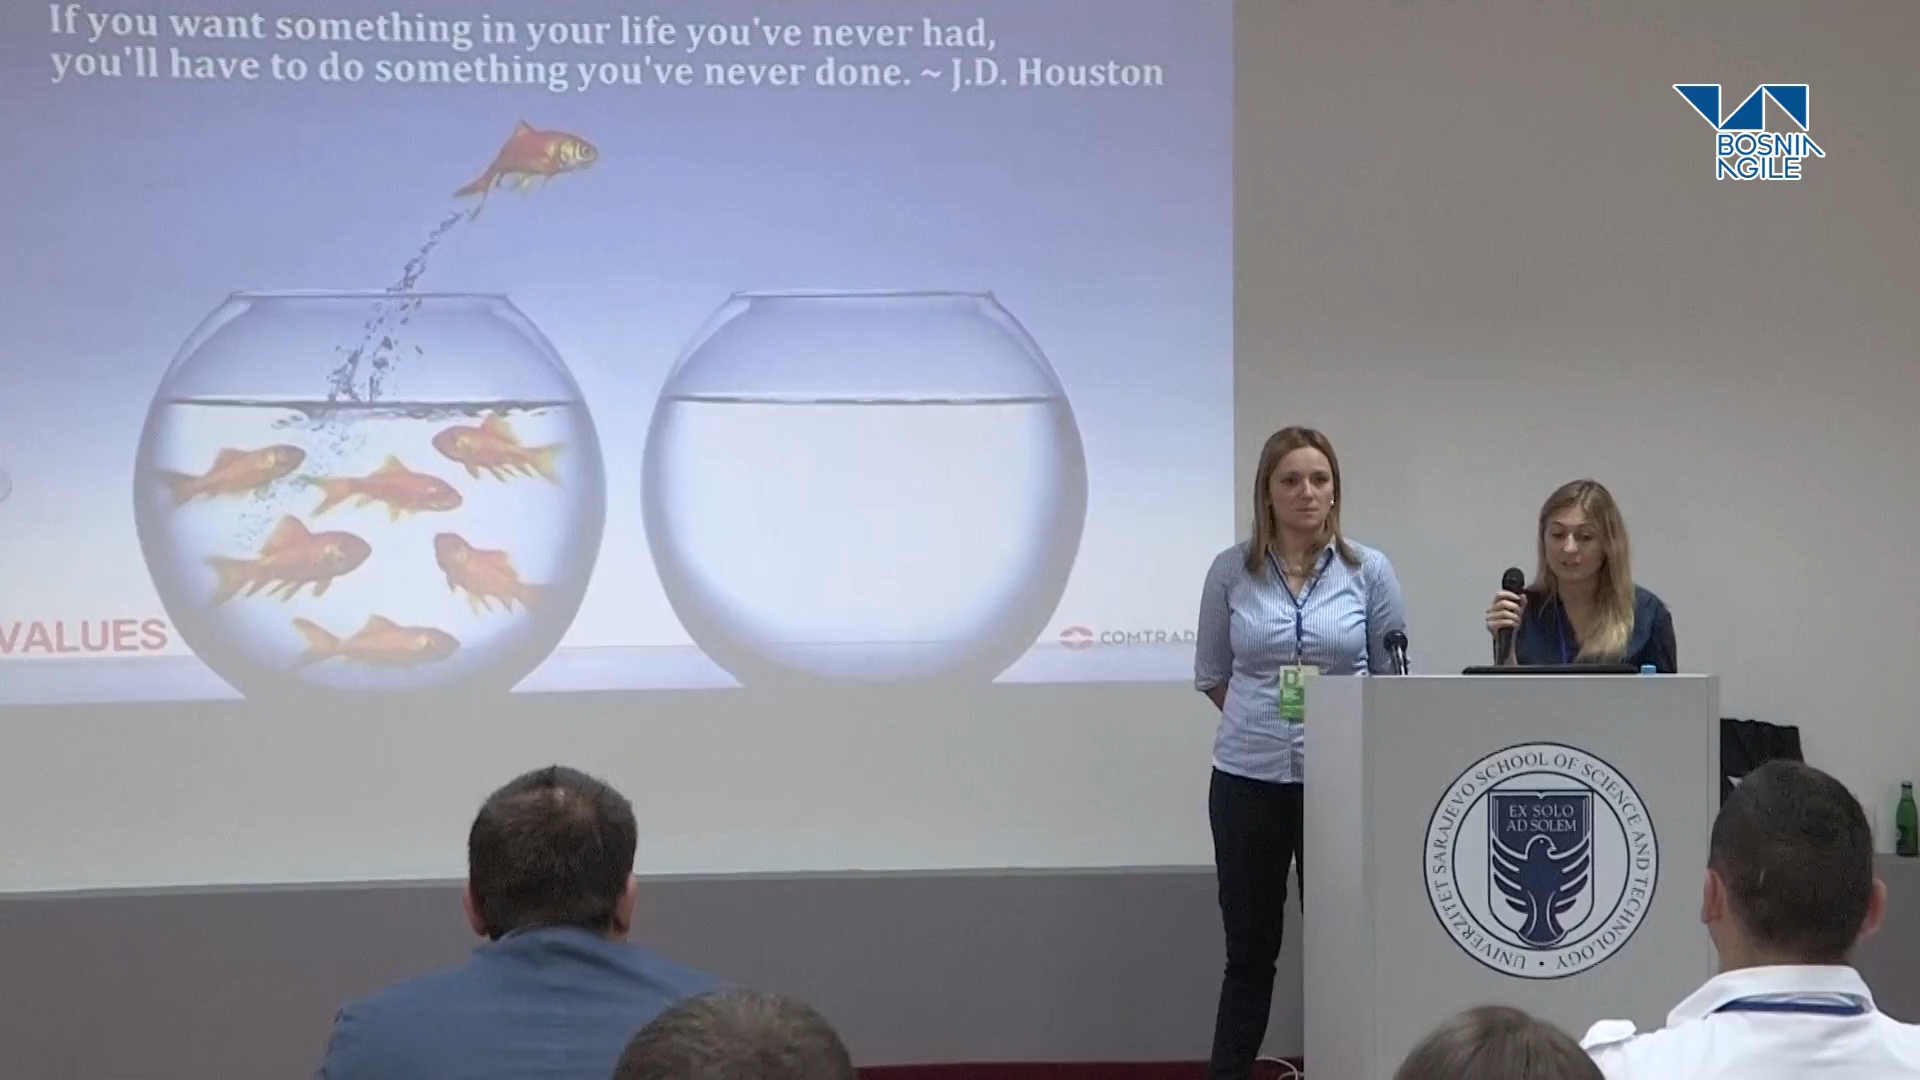 If you want something in your life you've never had,
you'll have to do something you've never done. ~ J.D. Houston
BOSNIA
AGILE
VALUES
COMTRAD
D
UNIVERZITET SARAJEVO SCHOOL OF SCIENCE AND TECHNOLOGY •
EX SOLO
AD SOLEM